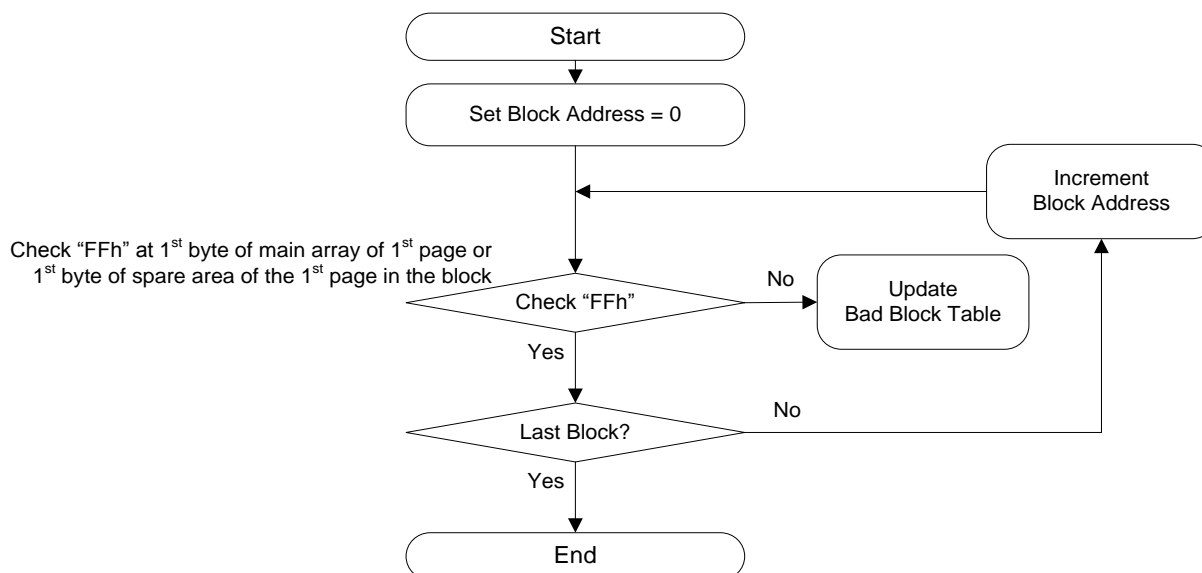 Start
Set Block Address = 0
Increment
Block Address
Check “FFh” at 1st byte of main array of 1st page or
1st byte of spare area of the 1st page in the block
Check “FFh”
No
Update
Bad Block Table
Yes
Last Block?
No
Yes
End